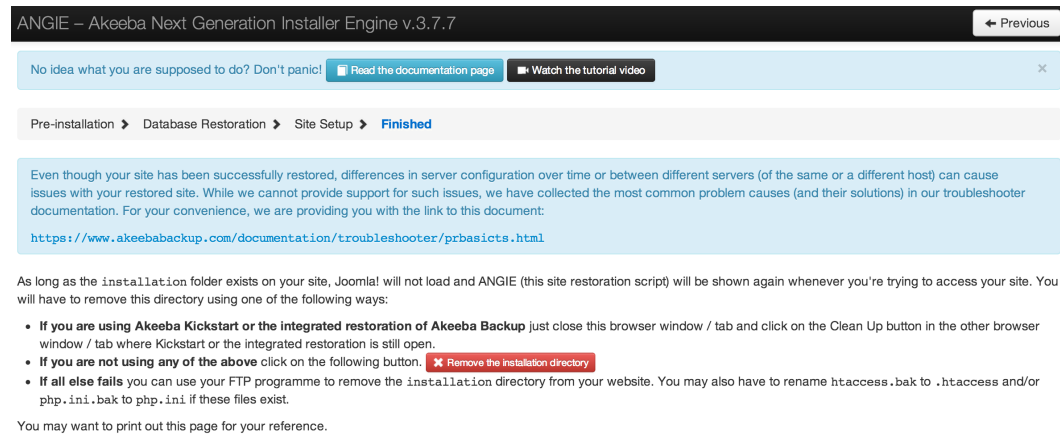 ANGIE – Akeeba Next Generation Installer Engine v.3.7.7
Previous
No idea what you are supposed to do? Don't panic! Read the documentation page Watch the tutorial video ×
Pre-installation Database Restoration Site Setup Finished
Even though your site has been successfully restored, differences in server configuration over time or between different servers (of the same or a different host) can cause
issues with your restored site. While we cannot provide support for such issues, we have collected the most common problem causes (and their solutions) in our troubleshooter
documentation. For your convenience, we are providing you with the link to this document:
https://www.akeebabackup.com/documentation/troubleshooter/prbasicts.html
As long as the installation folder exists on your site, Joomla! will not load and ANGIE (this site restoration script) will be shown again whenever you're trying to access your site. You
will have to remove this directory using one of the following ways:
• If you are using Akeeba Kickstart or the integrated restoration of Akeeba Backup just close this browser window / tab and click on the Clean Up button in the other browser
window / tab where Kickstart or the integrated restoration is still open.
• If you are not using any of the above click on the following button. Remove the installation directory
• If all else fails you can use your FTP programme to remove the installation directory from your website. You may also have to rename htaccess.bak to .htaccess and/or
php.ini.bak to php.ini if these files exist.
You may want to print out this page for your reference.